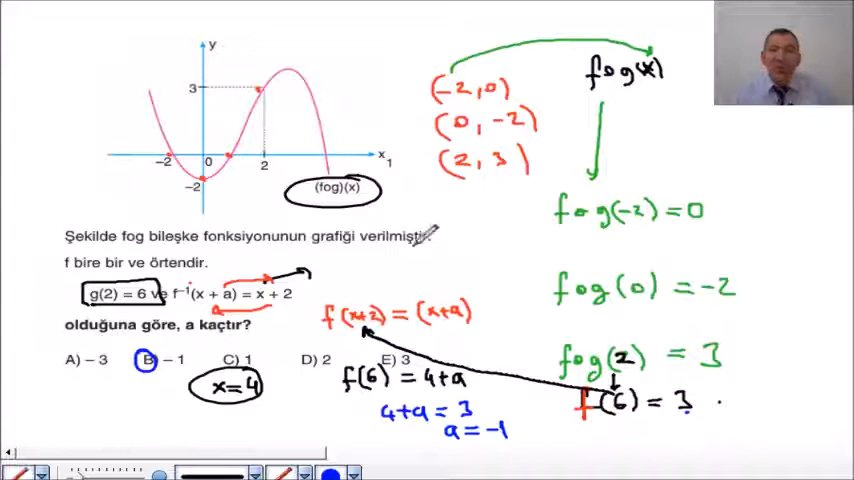 y
3
-2
0
2
x
1
-2
(fog)(x)
Şekilde fog bileşke fonksiyonunun grafiği verilmiştir.
f bire bir ve örtendir.
g(2) = 6 ve f⁻¹(x + a) = x + 2
olduğuna göre, a kaçtır?
A) – 3 B) – 1 C) 1 D) 2 E) 3
x=4
(-2,0)
(0,-2)
(2,3)
fog(x)
fog(-2)=0
fog(0)=-2
fog(2)=3
f(6)=3
f(x+2)=(x+a)
f(6)=4+a
4+a=3
a=-1